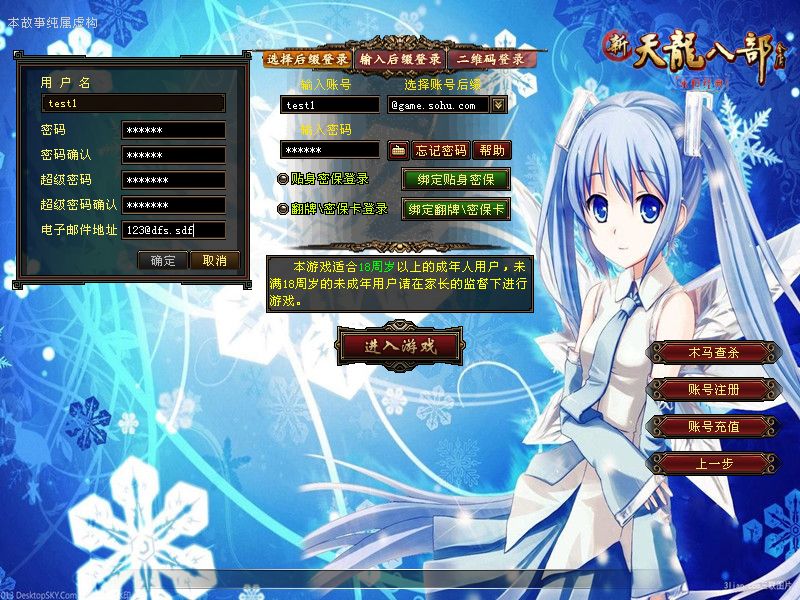 本故事纯属虚构
新天龍八部
用户名
test1
密码
******
密码确认
******
超级密码
*******
超级密码确认
*******
电子邮件地址
123@dfs.sdf
确定
取消
选择后缀登录
输入后缀登录
二维码登录
输入账号
选择账号后缀
test1
@game.sohu.com
输入密码
******
忘记密码
帮助
贴身密保登录
绑定贴身密保
翻牌\密保卡登录
绑定翻牌\密保卡
本游戏适合18周岁以上的成年人用户，未
满18周岁的未成年用户请在家长的监督下进行
游戏。
进入游戏
木马查杀
账号注册
账号充值
上一步
013 DesktopSKY.Com